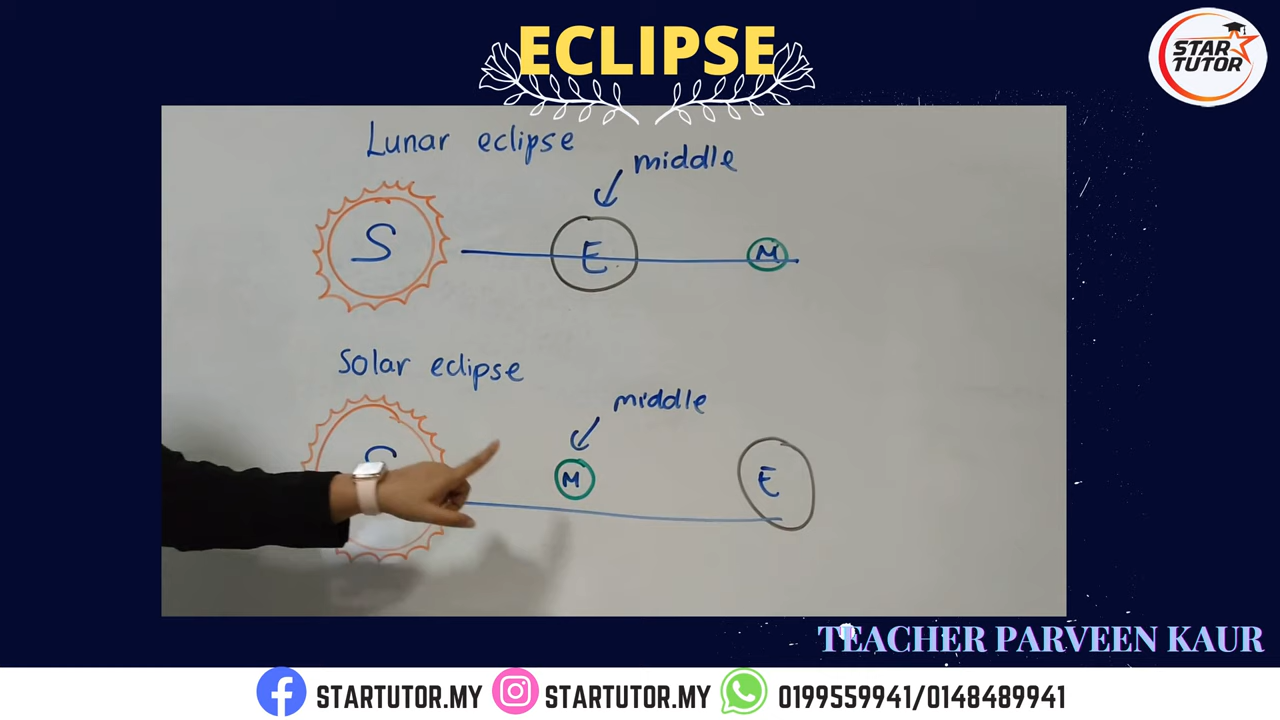 ECLIPSE
STAR
TUTOR
Lunar eclipse
middle
S
E
M
Solar eclipse
middle
S
M
E
TEACHER PARVEEN KAUR
STARTUTOR.MY
STARTUTOR.MY
0199559941/0148489941